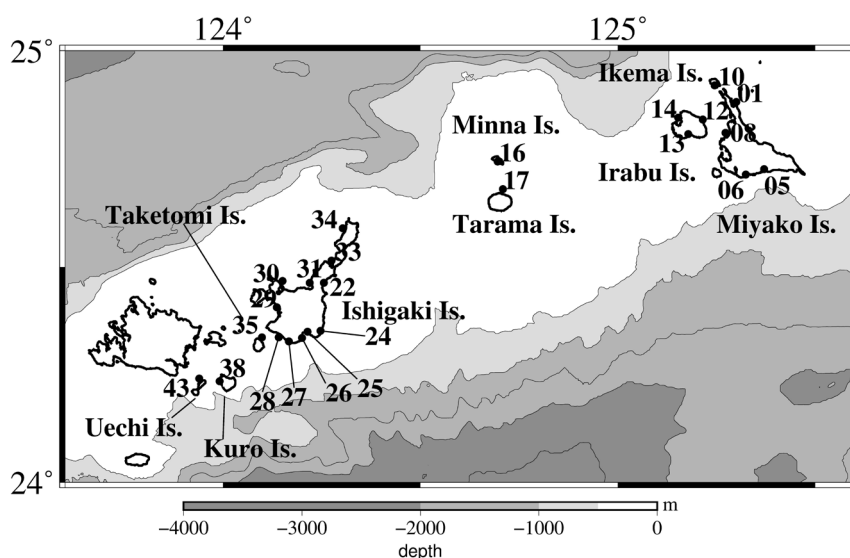 124° 125°
25°
Ikema Is. 10
01
14 12
Minna Is. 08
13
16
Irabu Is.
17 05
06
Taketomi Is. 34 Tarama Is. Miyako Is.
33
30 31
22
29
Ishigaki Is.
35 24
38
43 25
28 27 26
Uechi Is.
Kuro Is.
24°
m
−4000 −3000 −2000 −1000 0
depth